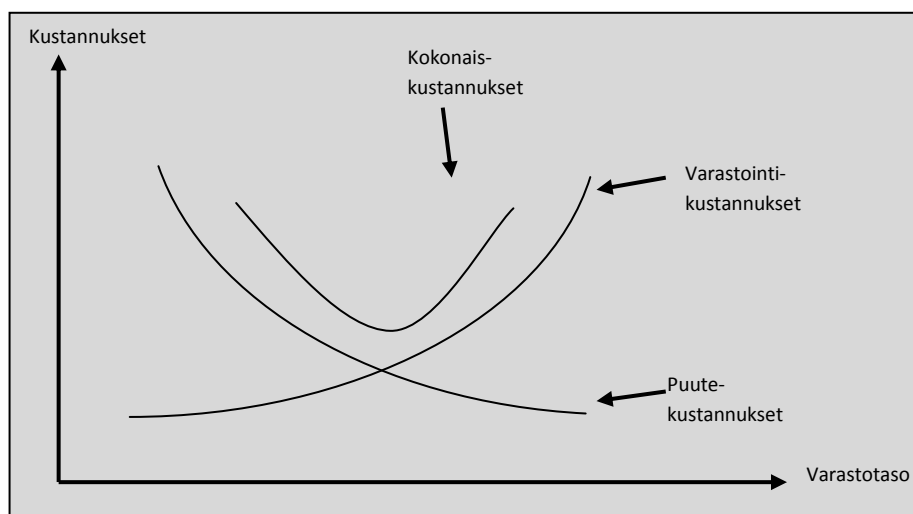 Kustannukset
Kokonais-
kustannukset
Varastointi-
kustannukset
Puute-
kustannukset
Varastotaso